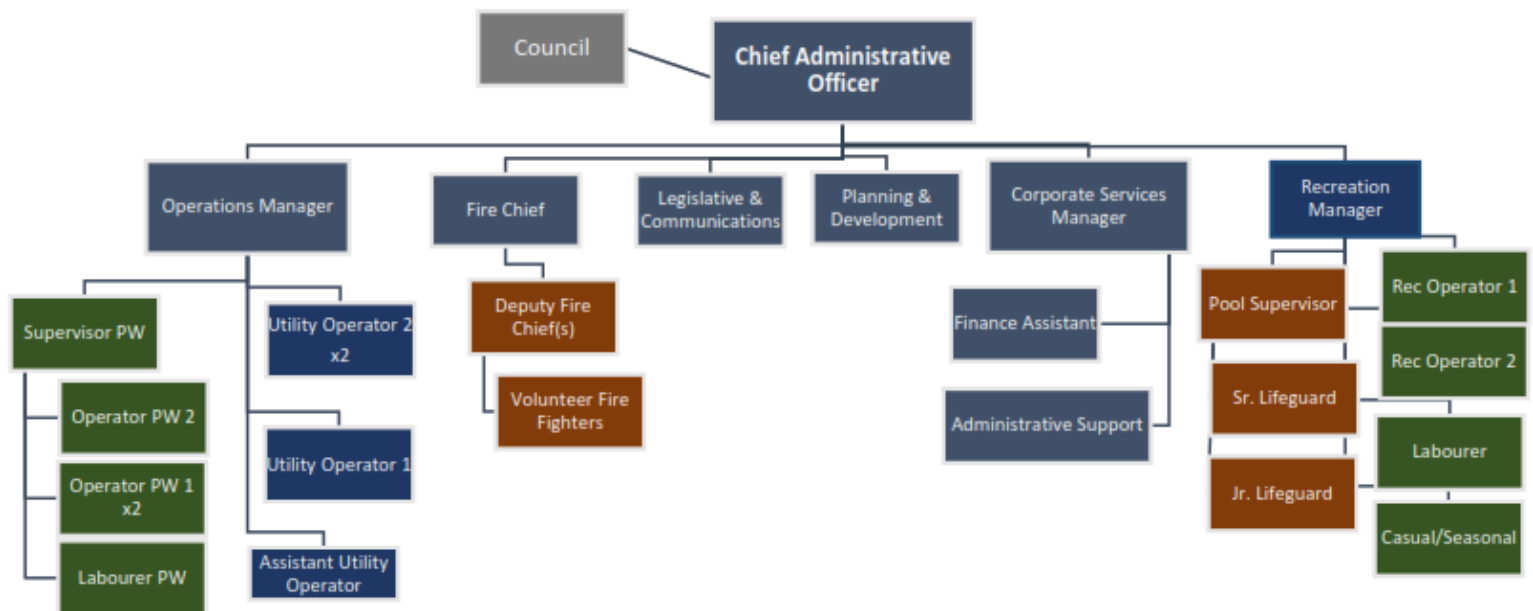 Council
Chief Administrative
Officer
Operations Manager
Fire Chief
Legislative &
Communications
Planning &
Development
Corporate Services
Manager
Recreation
Manager
Supervisor PW
Operator PW 2
Operator PW 1
x2
Labourer PW
Utility Operator 2
x2
Utility Operator 1
Assistant Utility
Operator
Deputy Fire
Chief(s)
Volunteer Fire
Fighters
Finance Assistant
Administrative Support
Pool Supervisor
Sr. Lifeguard
Jr. Lifeguard
Rec Operator 1
Rec Operator 2
Labourer
Casual/Seasonal